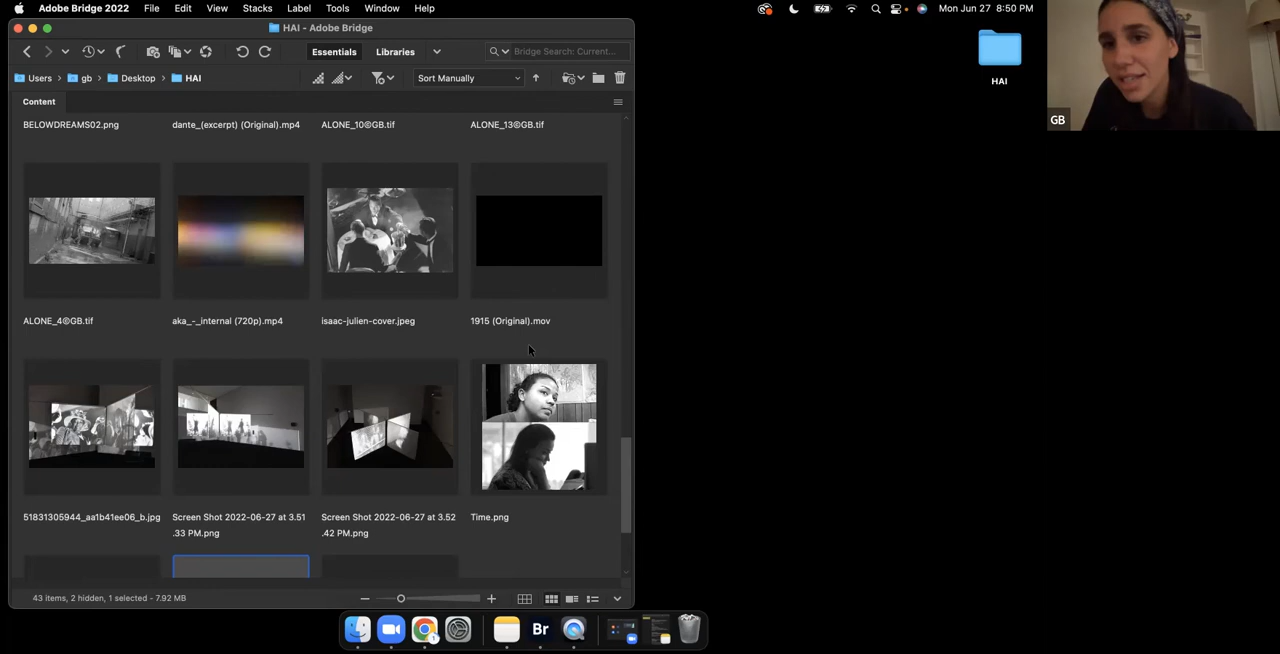 Adobe Bridge 2022 File Edit View Stacks Label Tools Window Help Mon Jun 27 8:50 PM
HAI - Adobe Bridge
Essentials Libraries Bridge Search: Current...
Users gb Desktop HAI Sort Manually
Content
BELOWDREAMS02.png dante_(excerpt) (Original).mp4 ALONE_10©GB.tif ALONE_13©GB.tif
ALONE_4©GB.tif aka_-_internal (720p).mp4 isaac-julien-cover.jpeg 1915 (Original).mov
51831305944_aa1b41ee06_b.jpg Screen Shot 2022-06-27 at 3.51 Screen Shot 2022-06-27 at 3.52 Time.png
.33 PM.png .42 PM.png
43 items, 2 hidden, 1 selected - 7.92 MB
HAI
GB
Br